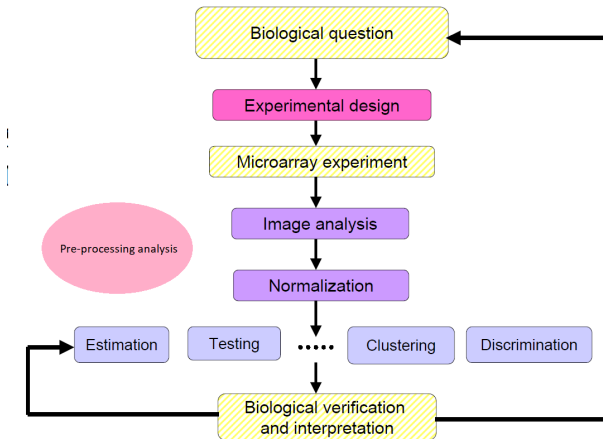 Biological question
Experimental design
Microarray experiment
Image analysis
Pre-processing analysis
Normalization
Estimation
Testing
......
Clustering
Discrimination
Biological verification
and interpretation